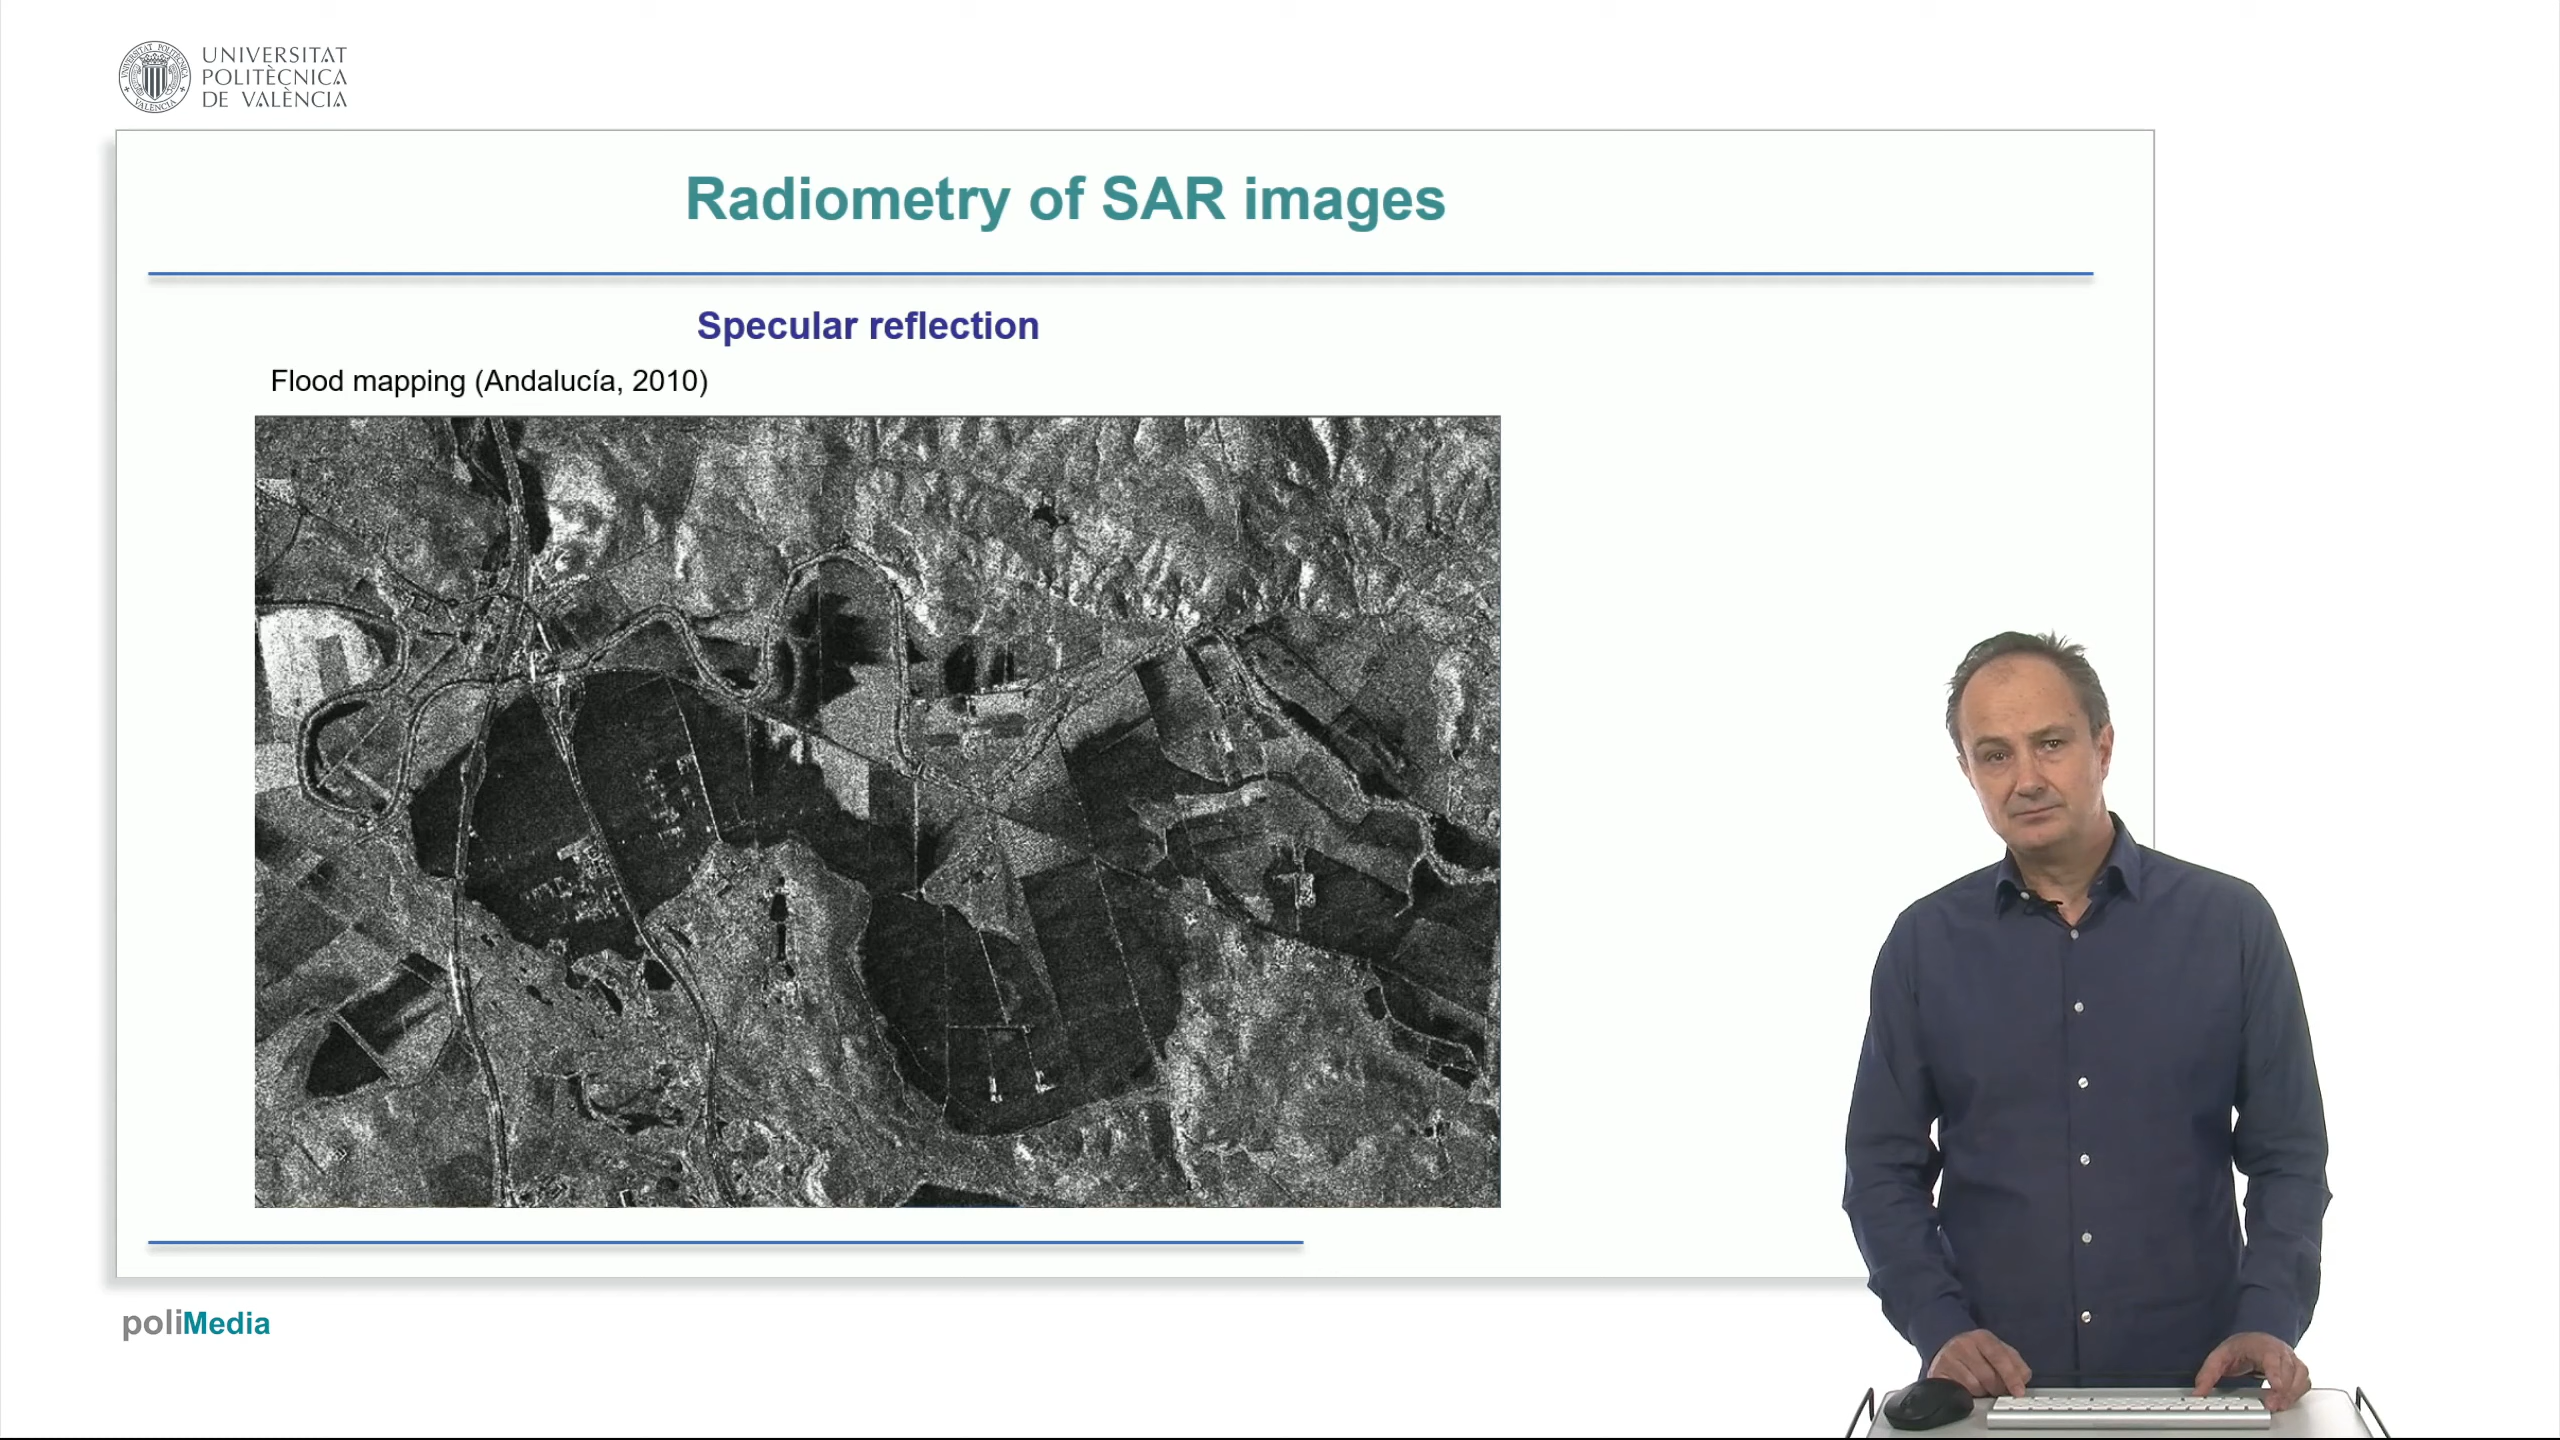 UNIVERSITAT
POLITÈCNICA
DE VALÈNCIA
Radiometry of SAR images
Specular reflection
Flood mapping (Andalucía, 2010)
poliMedia